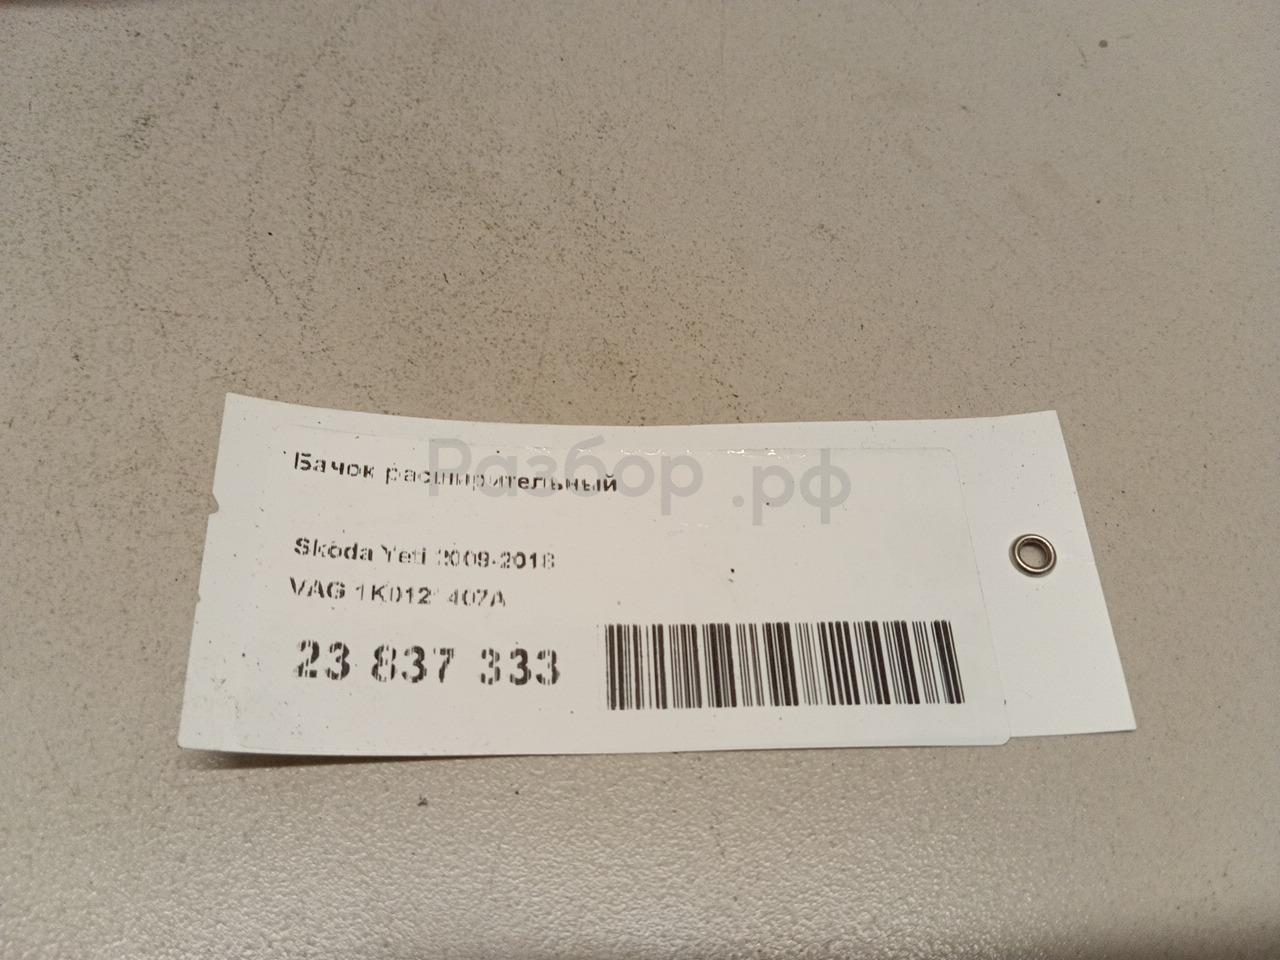 Бачок расширительный
Разбор.рф
Skoda Yeti 2009-2018
VAG 1K0121407A
23 837 333